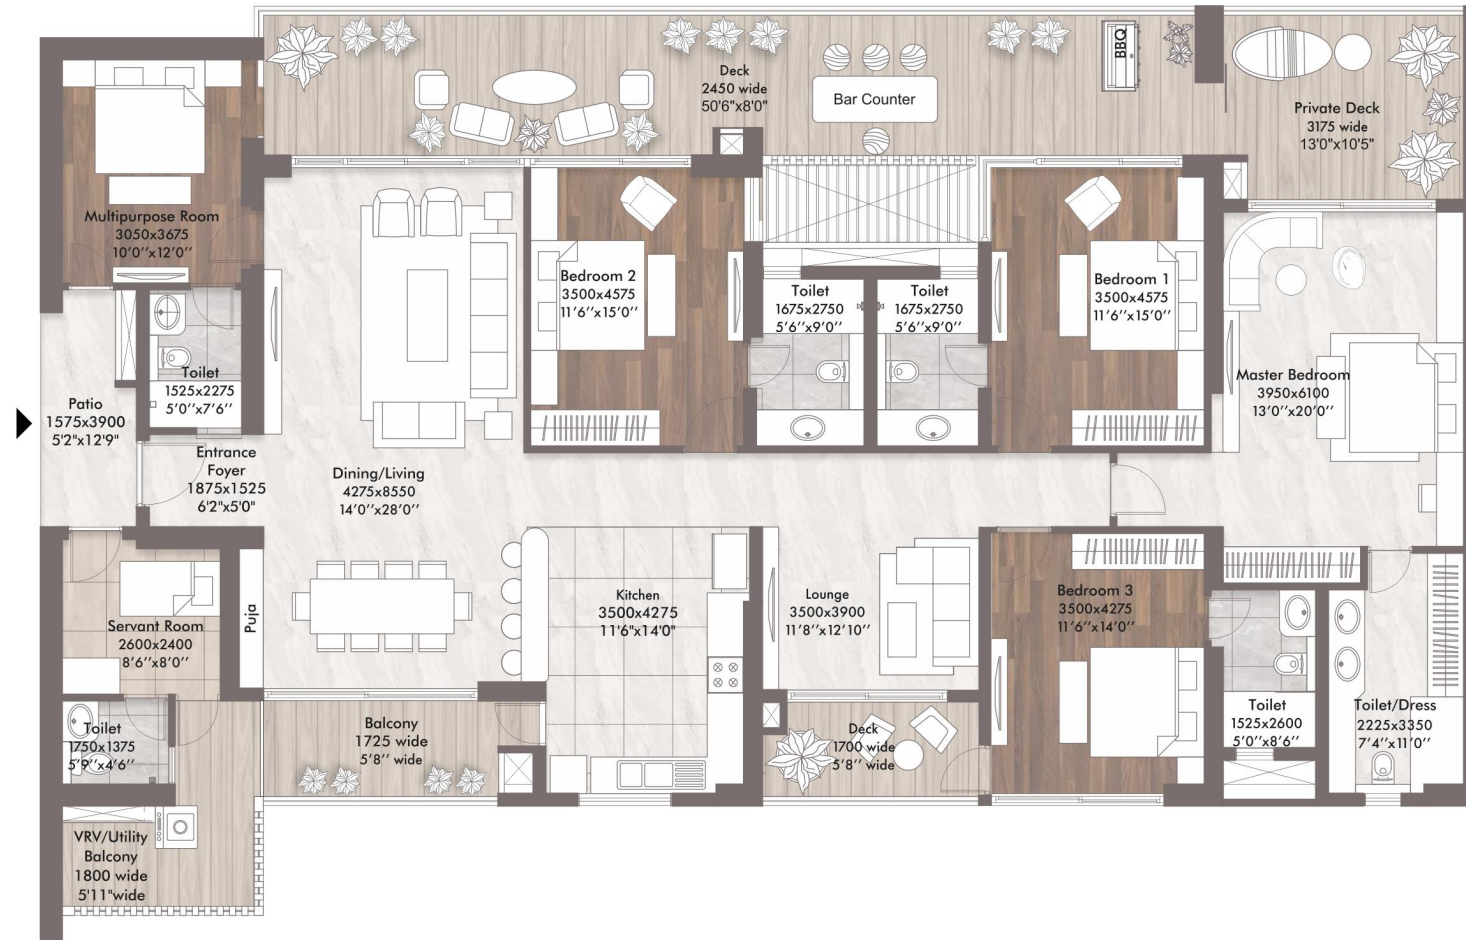 BBQ
Deck
2450 wide
50'6"x8'0"
Bar Counter
Private Deck
3175 wide
13'0"x10'5"
Multipurpose Room
3050x3675
10'0''x12'0''
Bedroom 2
3500x4575
11'6''x15'0''
Toilet
1675x2750
5'6''x9'0''
Toilet
1675x2750
5'6''x9'0''
Bedroom 1
3500x4575
11'6''x15'0''
Toilet
1525x2275
5'0''x7'6''
Master Bedroom
3950x6100
13'0''x20'0''
Patio
1575x3900
5'2"x12'9"
Entrance
Foyer
1875x1525
6'2"x5'0"
Dining/Living
4275x8550
14'0''x28'0''
Puja
Servant Room
2600x2400
8'6''x8'0''
Kitchen
3500x4275
11'6"x14'0"
Lounge
3500x3900
11'8''x12'10''
Bedroom 3
3500x4275
11'6''x14'0''
Toilet
1750x1375
5'9''x4'6''
Balcony
1725 wide
5'8'' wide
Deck
1700 wide
5'8'' wide
Toilet
1525x2600
5'0''x8'6''
Toilet/Dress
2225x3350
7'4''x11'0''
VRV/Utility
Balcony
1800 wide
5'11"wide